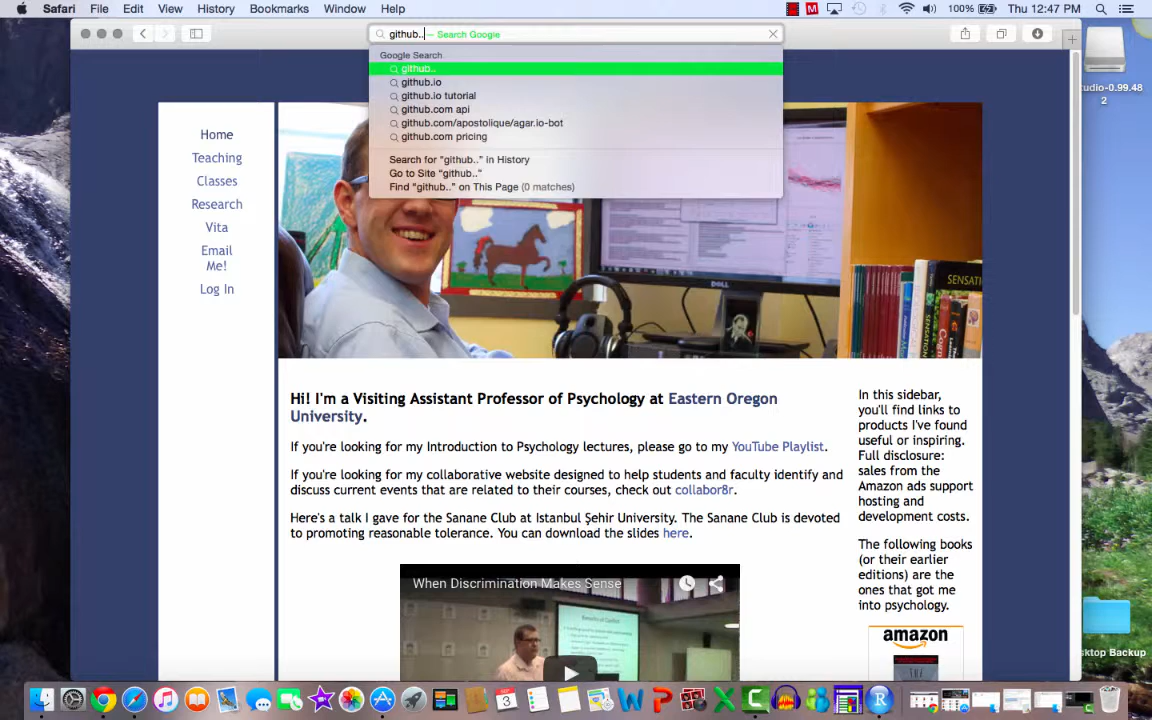 Safari File Edit View History Bookmarks Window Help
100% Thu 12:47 PM
github.. — Search Google
Google Search
github..
github.io
github.io tutorial
github.com api
github.com/apostolique/agar.io-bot
github.com pricing
Search for "github.." in History
Go to Site "github.."
Find "github.." on This Page (0 matches)
tudio-0.99.48
2
Home
Teaching
Classes
Research
Vita
Email
Me!
Log In
DELL
SENSATI
Hi! I'm a Visiting Assistant Professor of Psychology at Eastern Oregon
University.
If you're looking for my Introduction to Psychology lectures, please go to my YouTube Playlist.
If you're looking for my collaborative website designed to help students and faculty identify and
discuss current events that are related to their courses, check out collabor8r.
Here's a talk I gave for the Sanane Club at Istanbul Şehir University. The Sanane Club is devoted
to promoting reasonable tolerance. You can download the slides here.
When Discrimination Makes Sense
In this sidebar,
you'll find links to
products I've found
useful or inspiring.
Full disclosure:
sales from the
Amazon ads support
hosting and
development costs.
The following books
(or their earlier
editions) are the
ones that got me
into psychology.
amazon
sktop Backup